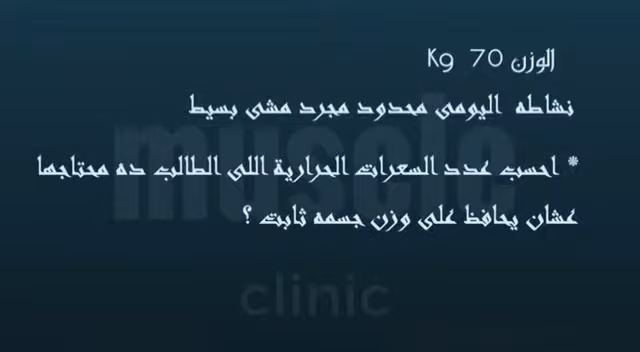 الوزن 70 Kg
نشاطه اليومى محدود مجرد مشى بسيط
* احسب عدد السعرات الحرارية اللى الطالب ده محتاجها
عشان يحافظ على وزن جسمه ثابت ؟
muscle
clinic